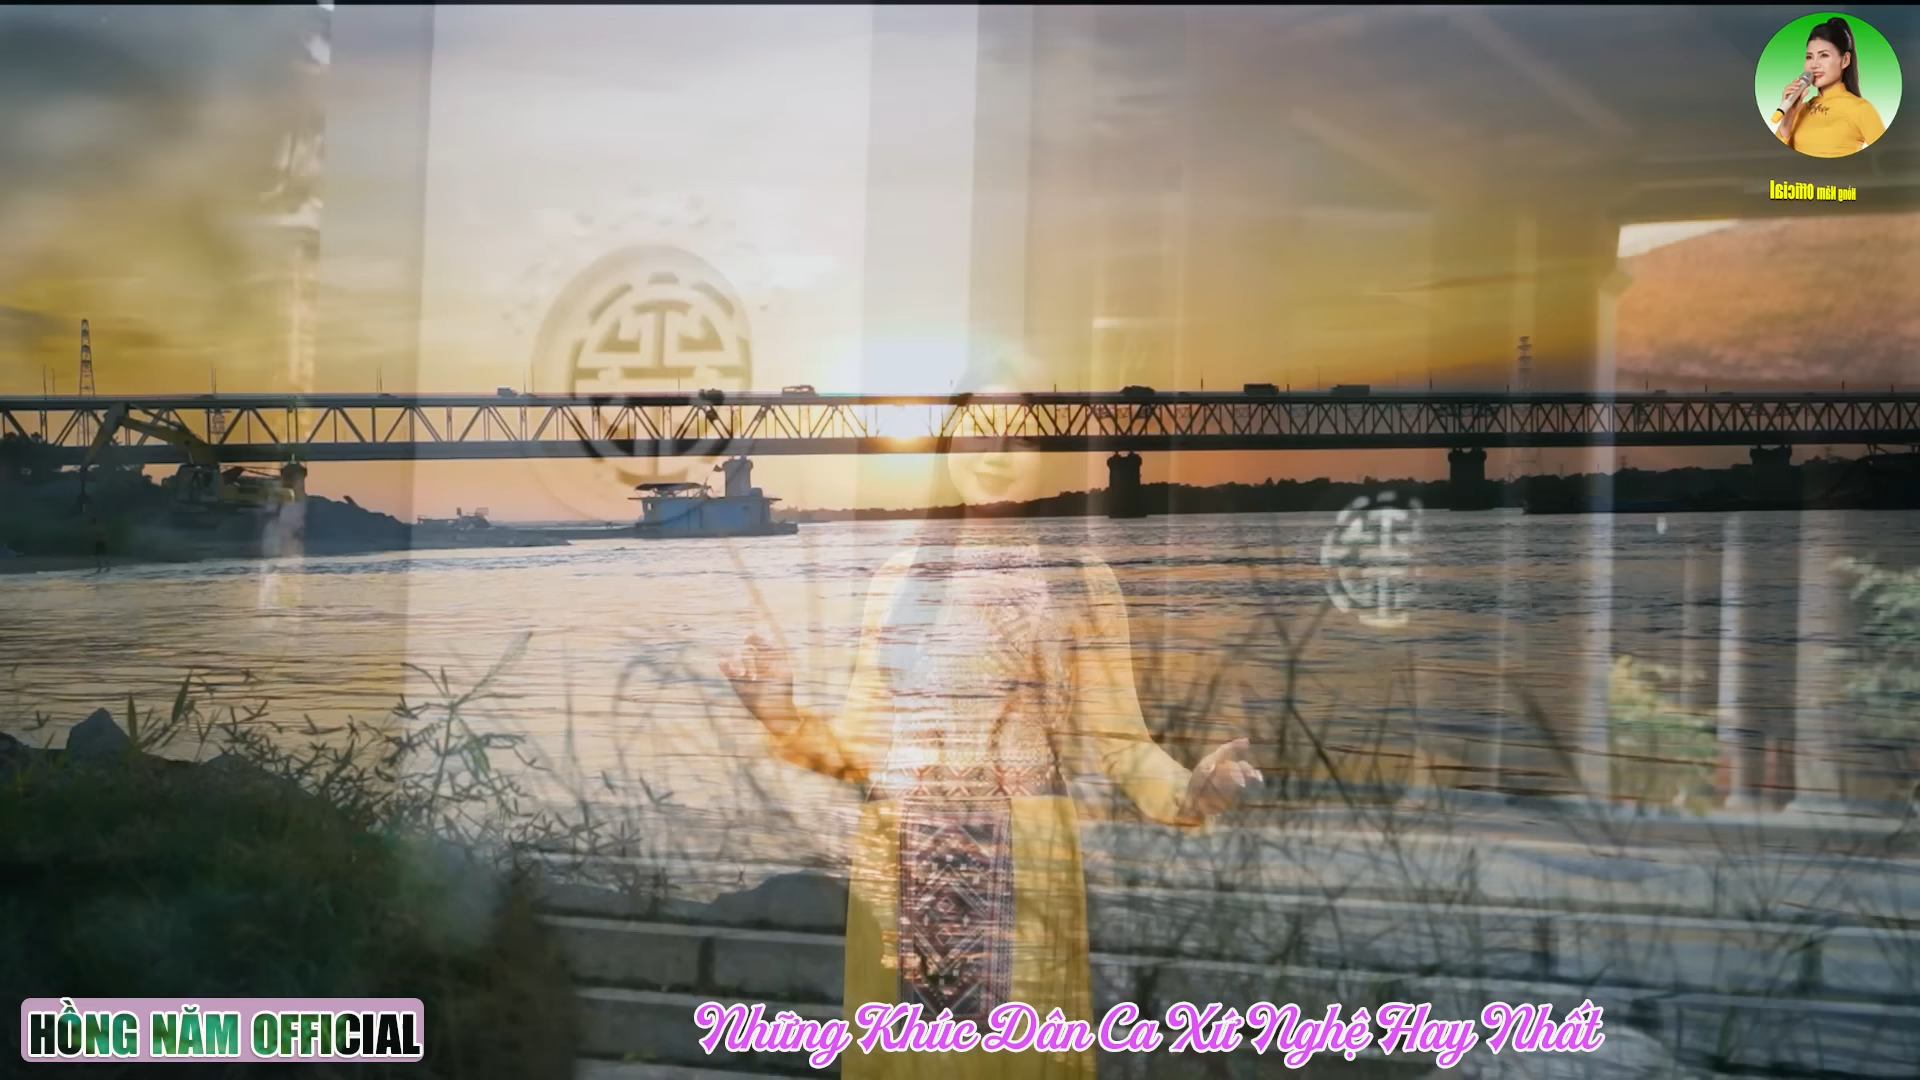 Hồng Năm Official
HỒNG NĂM OFFICIAL
Những Khúc Dân Ca Xứ Nghệ Hay Nhất